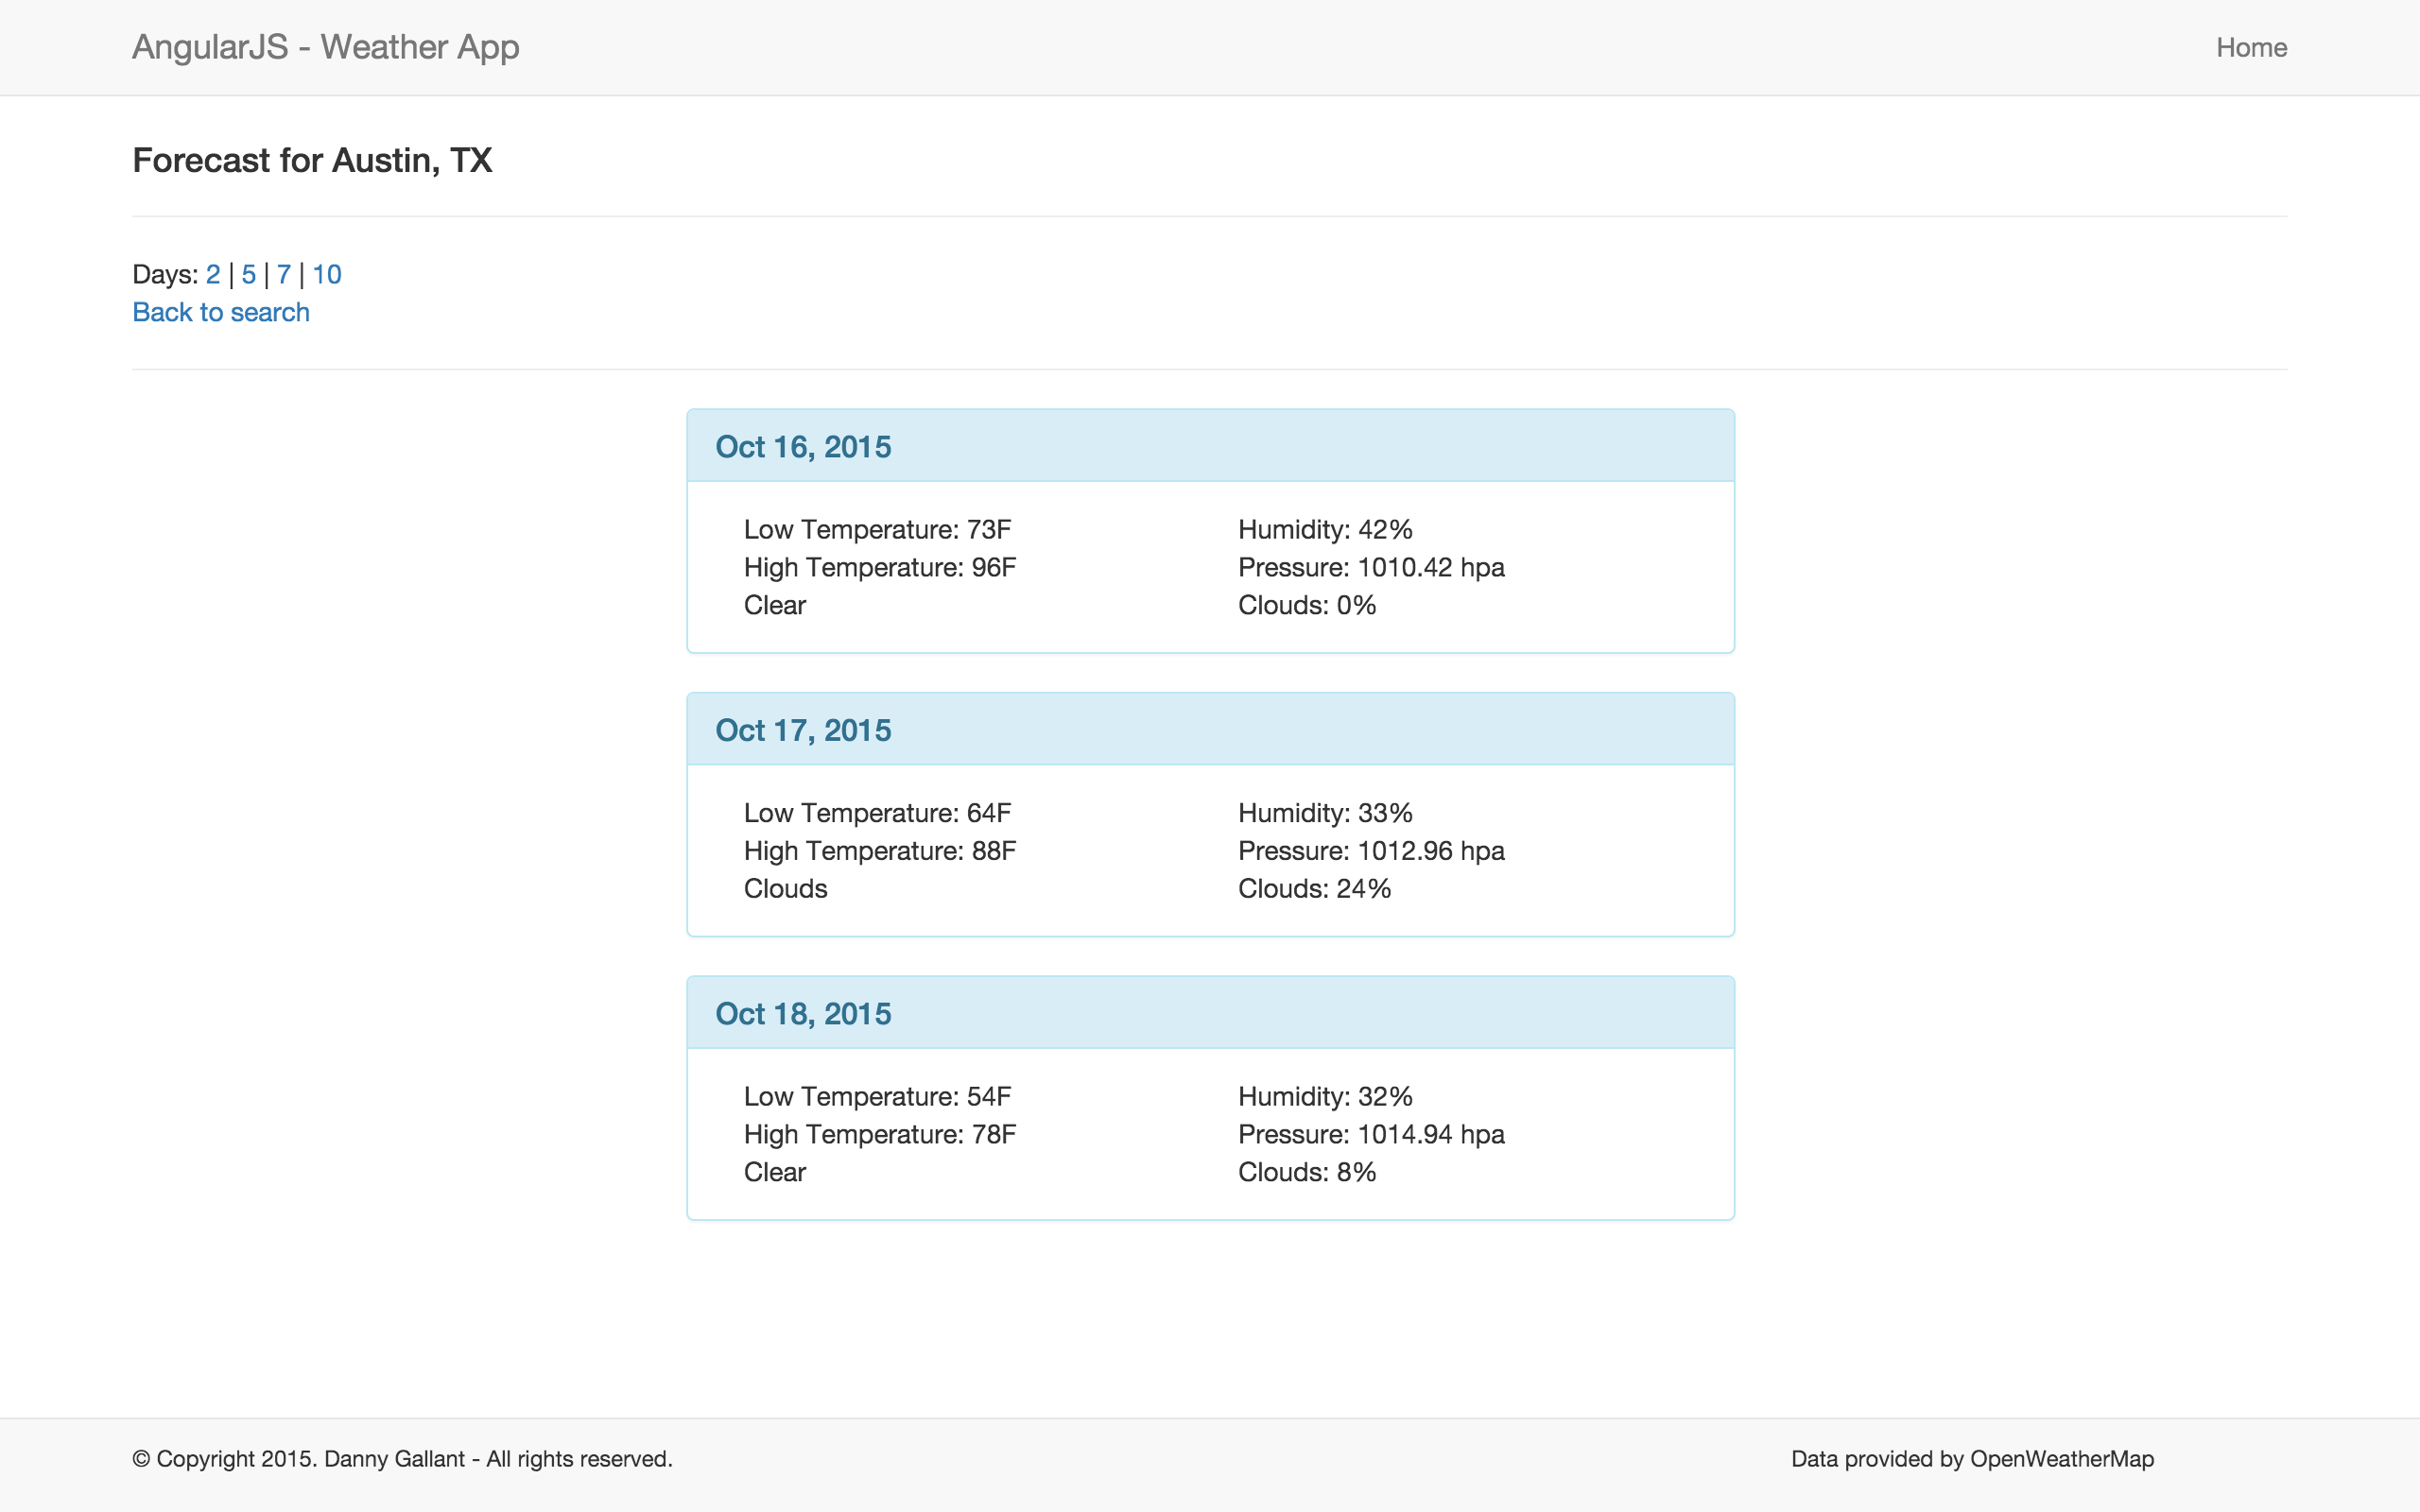 AngularJS - Weather App
Home
Forecast for Austin, TX
Days: 2 | 5 | 7 | 10
Back to search
Oct 16, 2015
Low Temperature: 73F
High Temperature: 96F
Clear
Humidity: 42%
Pressure: 1010.42 hpa
Clouds: 0%
Oct 17, 2015
Low Temperature: 64F
High Temperature: 88F
Clouds
Humidity: 33%
Pressure: 1012.96 hpa
Clouds: 24%
Oct 18, 2015
Low Temperature: 54F
High Temperature: 78F
Clear
Humidity: 32%
Pressure: 1014.94 hpa
Clouds: 8%
© Copyright 2015. Danny Gallant - All rights reserved.
Data provided by OpenWeatherMap